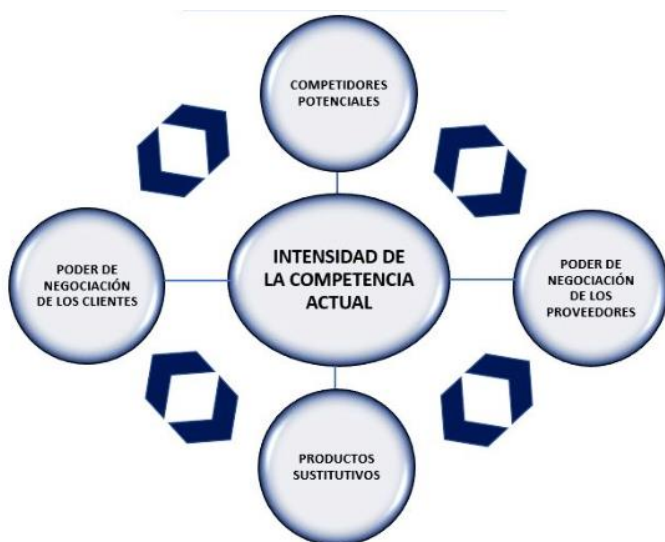 COMPETIDORES
POTENCIALES
PODER DE
NEGOCIACIÓN
DE LOS CLIENTES
INTENSIDAD DE
LA COMPETENCIA
ACTUAL
PODER DE
NEGOCIACIÓN
DE LOS
PROVEEDORES
PRODUCTOS
SUSTITUTIVOS